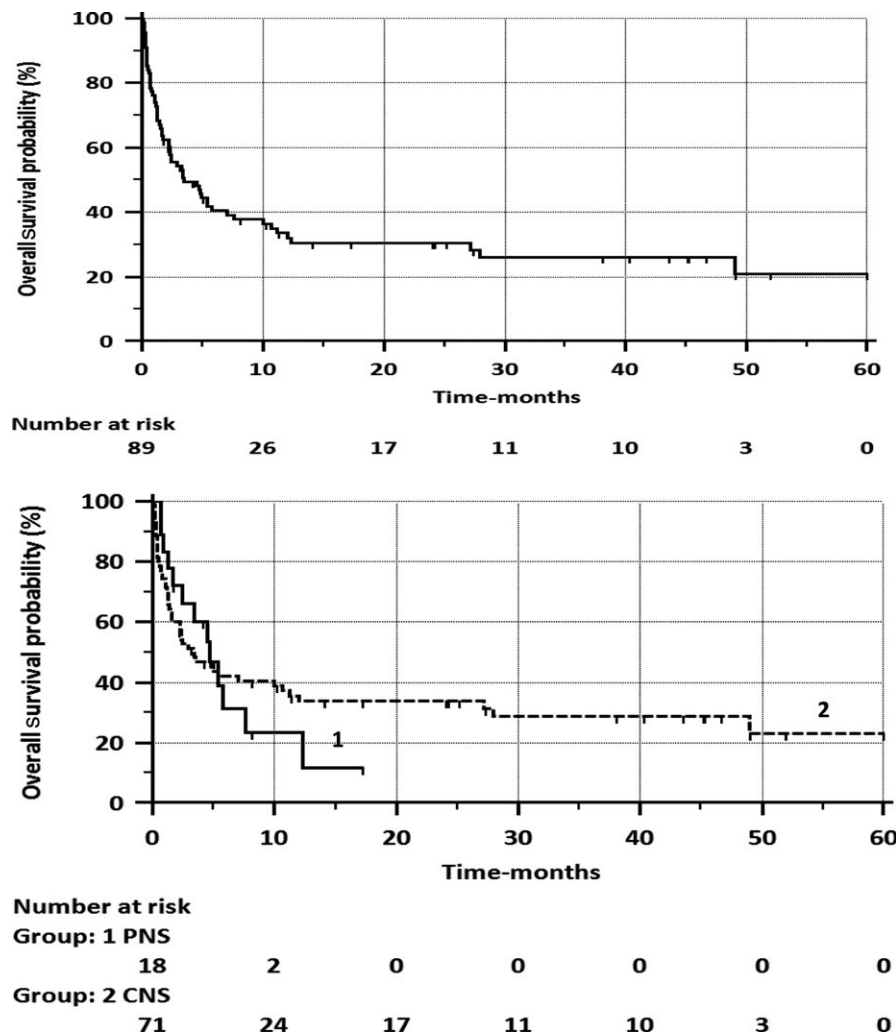 Overall survival probability (%)
100
80
60
40
20
0
0 10 20 30 40 50 60
Time-months
Number at risk
89 26 17 11 10 3 0
Overall survival probability (%)
100
80
60
40
20
0
1
2
0 10 20 30 40 50 60
Time-months
Number at risk
Group: 1 PNS
18 2 0 0 0 0 0
Group: 2 CNS
71 24 17 11 10 3 0